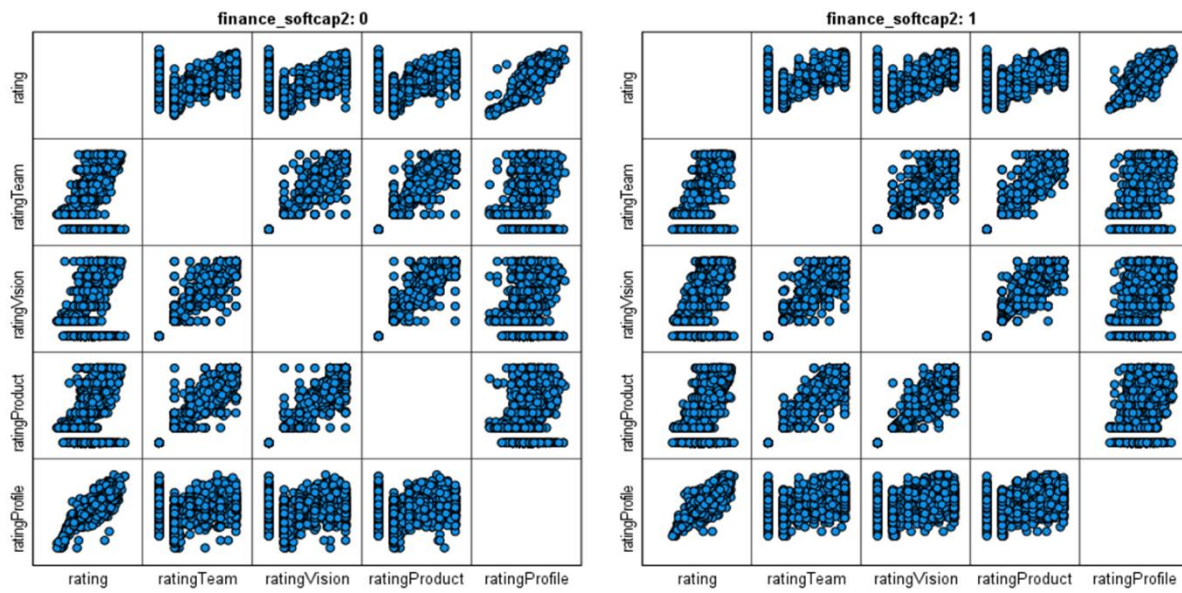 finance_softcap2: 0
rating
ratingTeam
ratingVision
ratingProduct
ratingProfile
rating ratingTeam ratingVision ratingProduct ratingProfile
finance_softcap2: 1
rating
ratingTeam
ratingVision
ratingProduct
ratingProfile
rating ratingTeam ratingVision ratingProduct ratingProfile